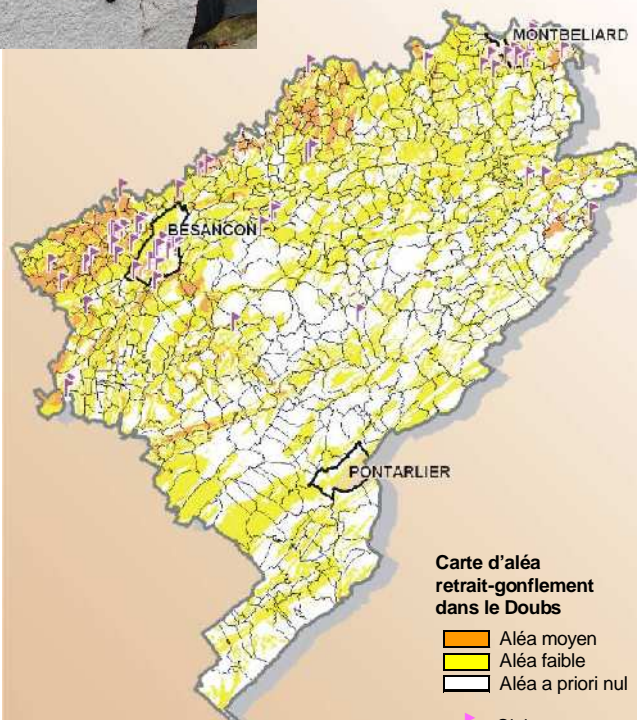 MONTBELIARD
BESANCON
PONTARLIER
Carte d'aléa
retrait-gonflement
dans le Doubs
Aléa moyen
Aléa faible
Aléa a priori nul